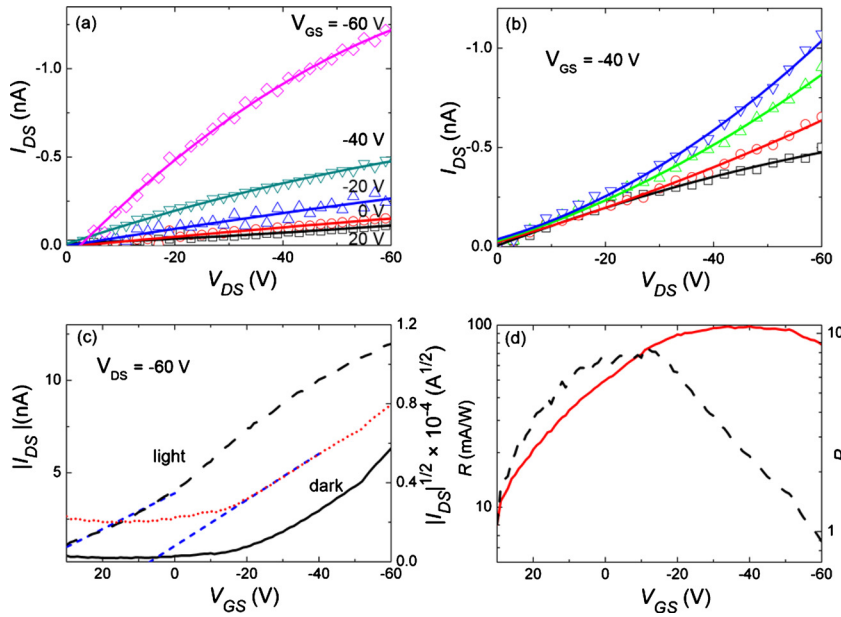 (a)
V_GS = -60 V
-40 V
-20 V
0 V
20 V
-1.0
-0.5
0.0
I_DS (nA)
0
-20
-40
-60
V_DS (V)
(b)
V_GS = -40 V
-1.0
-0.5
0.0
I_DS (nA)
0
-20
-40
-60
V_DS (V)
(c)
V_DS = -60 V
light
dark
10
5
|I_DS| (nA)
1.2
0.8
0.4
0.0
|I_DS|^1/2 × 10^-4 (A^1/2)
20
0
-20
-40
-60
V_GS (V)
(d)
100
10
R (mA/W)
10
1
20
0
-20
-40
-60
V_GS (V)